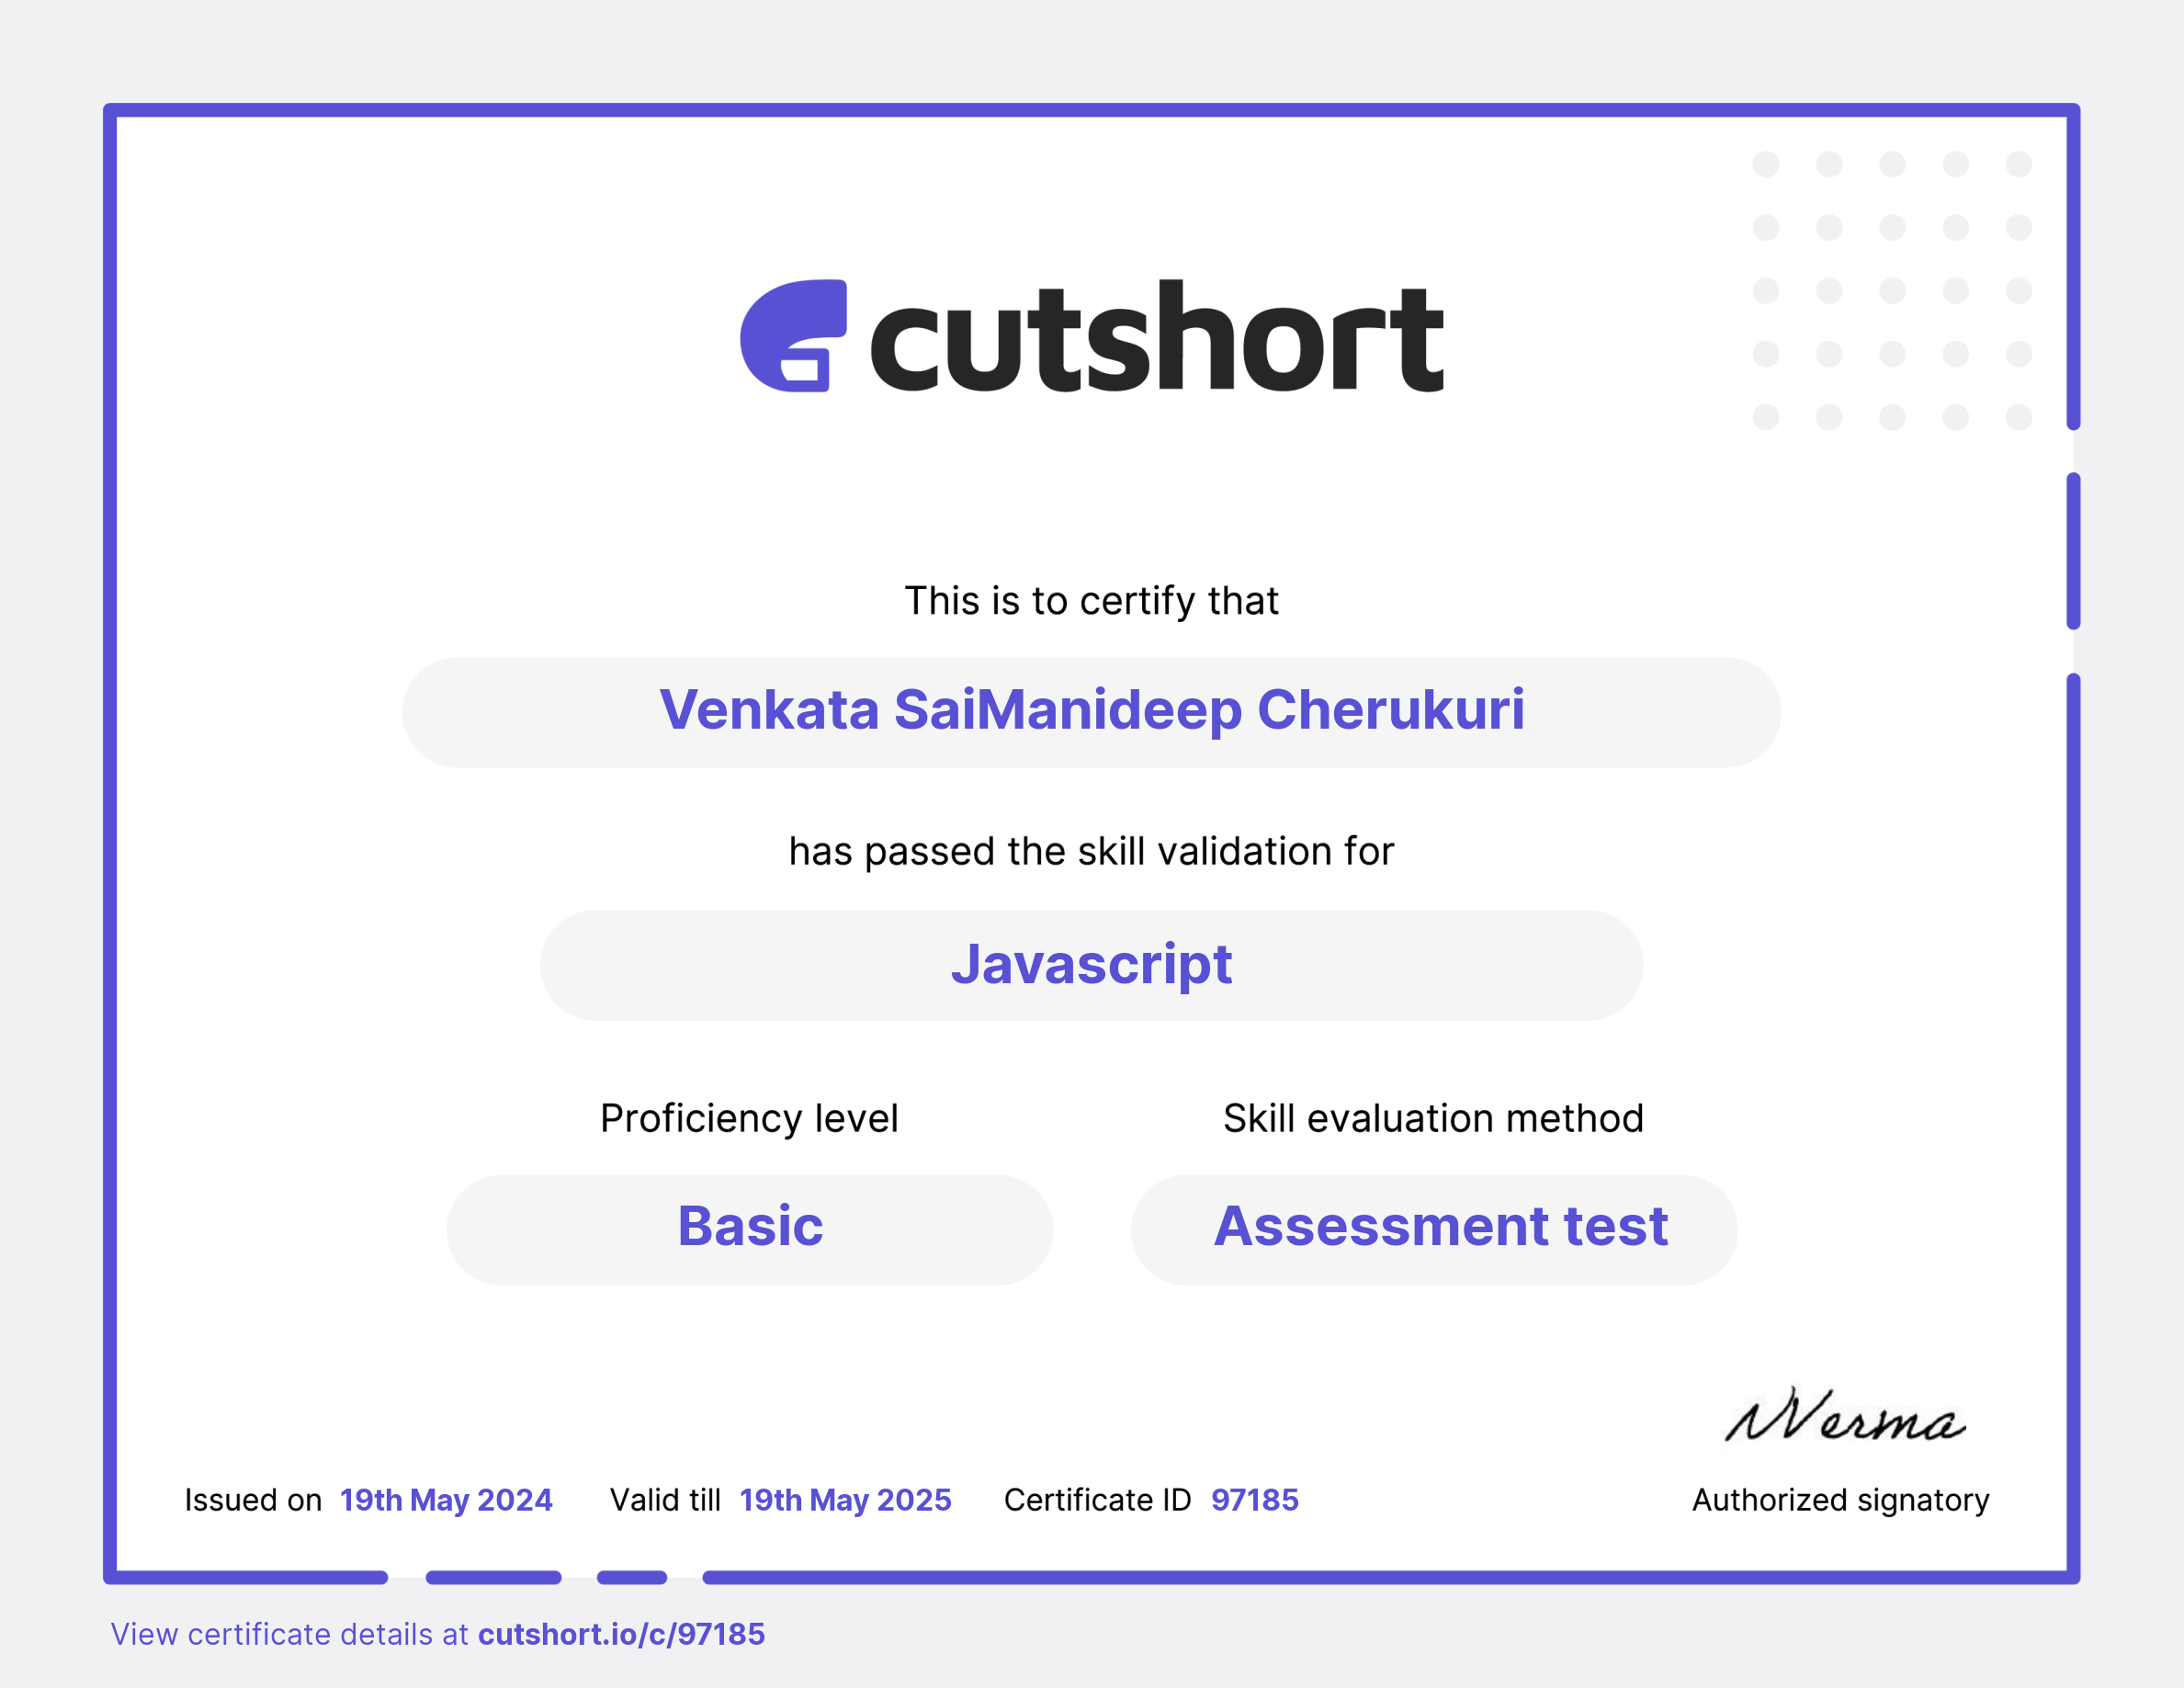 cutshort
This is to certify that
Venkata SaiManideep Cherukuri
has passed the skill validation for
Javascript
Proficiency level Skill evaluation method
Basic Assessment test
Verma
Issued on 19th May 2024 Valid till 19th May 2025 Certificate ID 97185 Authorized signatory
View certificate details at cutshort.io/c/97185